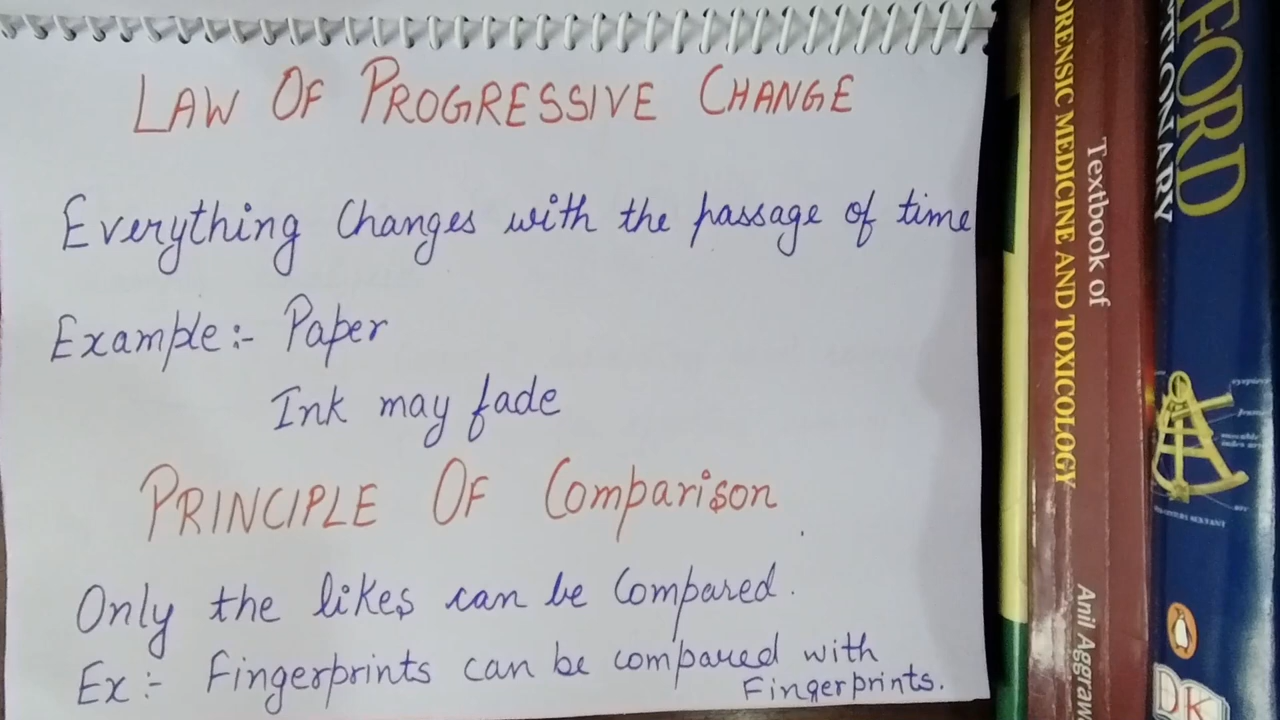 LAW OF PROGRESSIVE CHANGE
Everything Changes with the passage of time
Example:- Paper
Ink may fade
PRINCIPLE OF Comparison
Only the likes can be Compared.
Ex:- Fingerprints can be compared with
Fingerprints.
Textbook of
FORENSIC MEDICINE AND TOXICOLOGY
Anil Aggrawal
DK